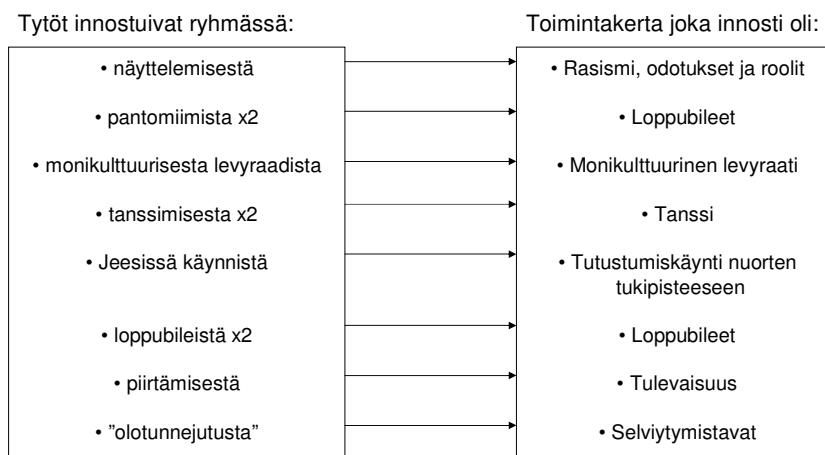 Tytöt innostuivat ryhmässä:
• näyttelemisestä
• pantomiimista x2
• monikulttuurisesta levyraadista
• tanssimisesta x2
• Jeesissä käynnistä
• loppubileistä x2
• piirtämisestä
• ”olotunnejutusta”
Toimintakerta joka innosti oli:
• Rasismi, odotukset ja roolit
• Loppubileet
• Monikulttuurinen levyraati
• Tanssi
• Tutustumiskäynti nuorten
tukipisteeseen
• Loppubileet
• Tulevaisuus
• Selviytymistavat